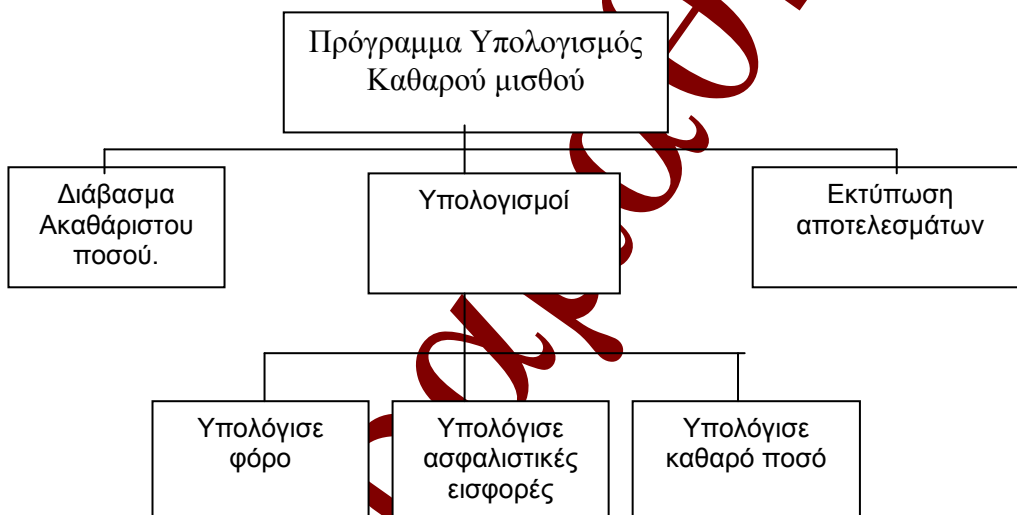 Πρόγραμμα Υπολογισμός
Καθαρού μισθού
Διάβασμα
Ακαθάριστου
ποσού.
Υπολογισμοί
Εκτύπωση
αποτελεσμάτων
Υπολόγισε
φόρο
Υπολόγισε
ασφαλιστικές
εισφορές
Υπολόγισε
καθαρό ποσό